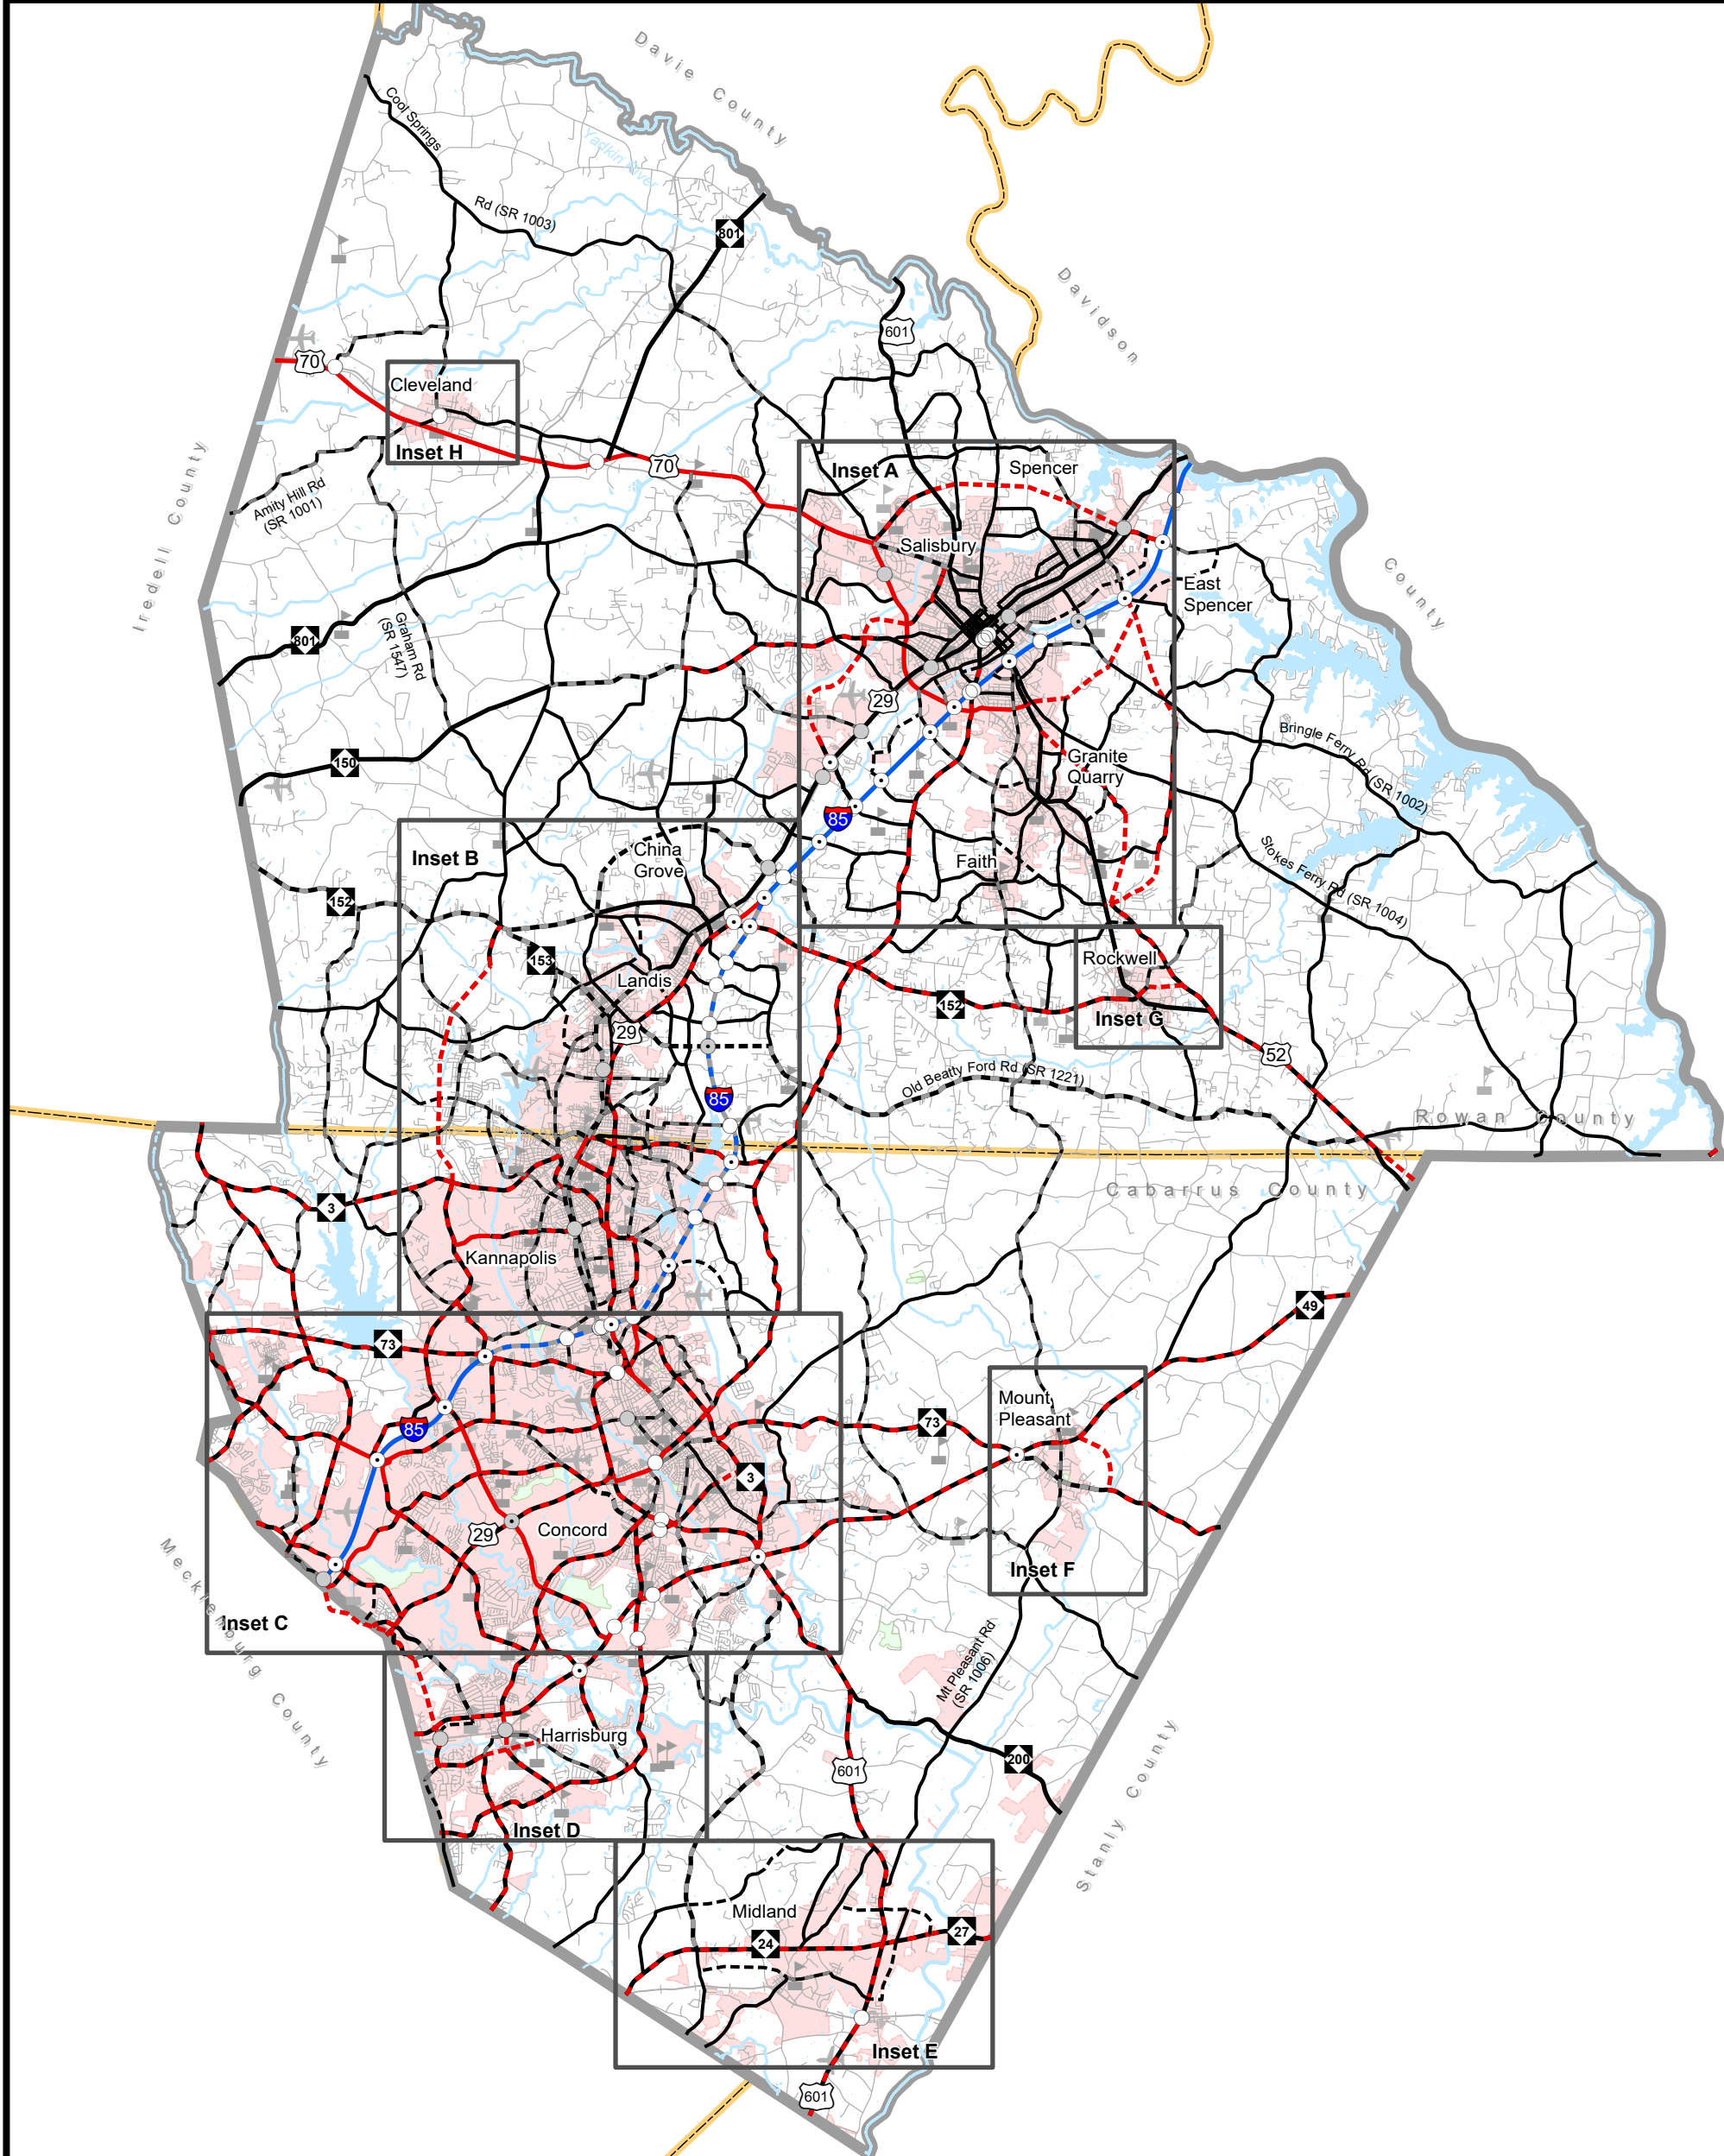 Davie County
Cool Springs
Yadkin River
Rd (SR 1003)
801
Davidson
601
70
Cleveland
Inset H
70
Inset A
Spencer
Iredell County
Amity Hill Rd
(SR 1001)
Salisbury
County
East
Spencer
801
Graham Rd
(SR 1547)
29
Bringle Ferry Rd (SR 1002)
150
Granite
Quarry
85
Inset B
China
Grove
Faith
Stokes Ferry Rd (SR 1004)
152
153
Rockwell
Landis
152
Inset G
29
52
Old Beatty Ford Rd (SR 1221)
85
Rowan County
Cabarrus County
3
Kannapolis
49
73
Mount
Pleasant
73
85
3
29
Concord
Inset F
Inset C
Mecklenburg County
Mt Pleasant Rd
(SR 1006)
Harrisburg
200
601
Stanly County
Inset D
Midland
24
27
Inset E
601